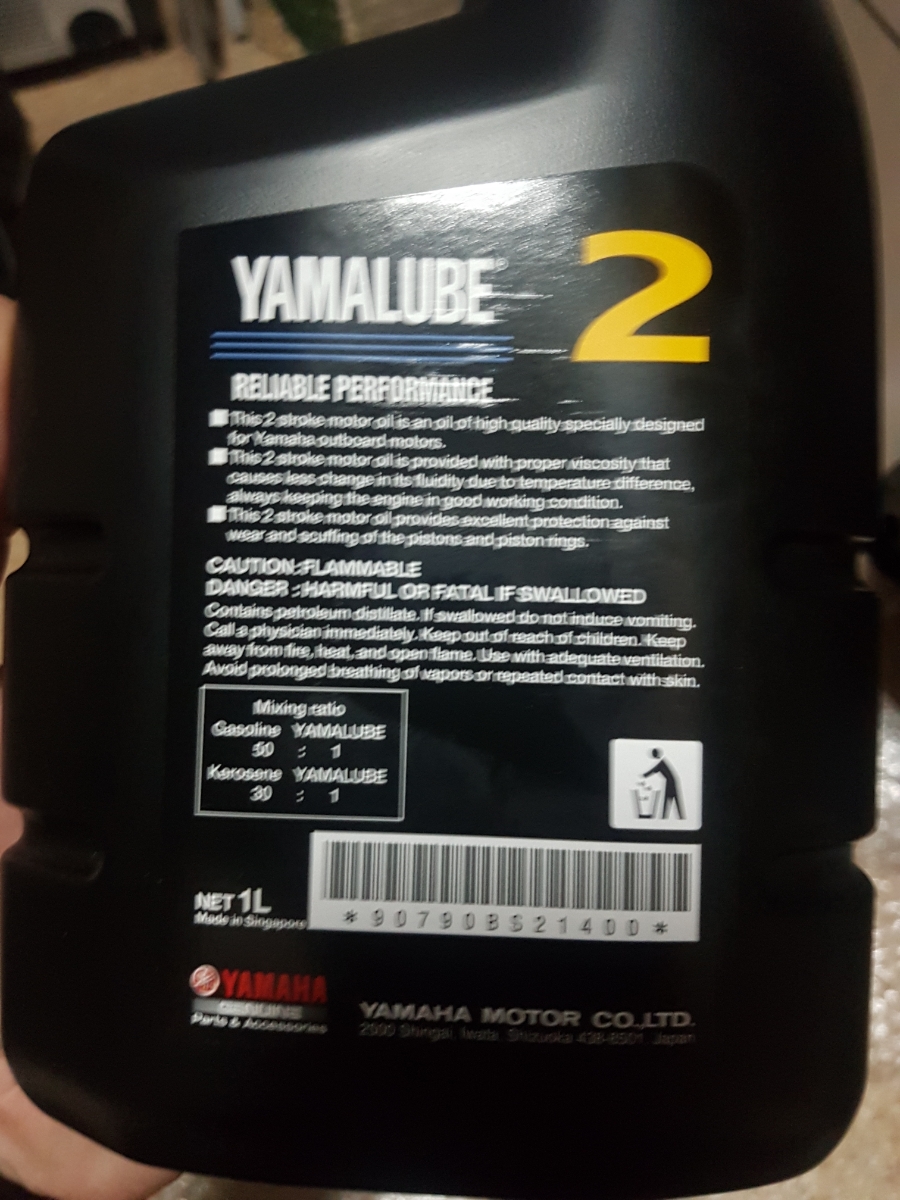 YAMALUBE® 2
RELIABLE PERFORMANCE
This 2 stroke motor oil is an oil of high quality specially designed
for Yamaha outboard motors.
This 2 stroke motor oil is provided with proper viscosity that
causes less change in its fluidity due to temperature difference,
always keeping the engine in good working condition.
This 2 stroke motor oil provides excellent protection against
wear and scuffing of the pistons and piston rings.
CAUTION:FLAMMABLE
DANGER : HARMFUL OR FATAL IF SWALLOWED
Contains petroleum distillate. If swallowed do not induce vomiting.
Call a physician immediately. Keep out of reach of children. Keep
away from fire, heat, and open flame. Use with adequate ventilation.
Avoid prolonged breathing of vapors or repeated contact with skin.
Mixing ratio
Gasoline YAMALUBE
50 : 1
Kerosene YAMALUBE
30 : 1
NET 1L
Made in Singapore
*90790BS21400*
YAMAHA
GENUINE
Parts & Accessories
YAMAHA MOTOR CO.,LTD.
2500 Shingai, Iwata, Shizuoka 438-8501, Japan